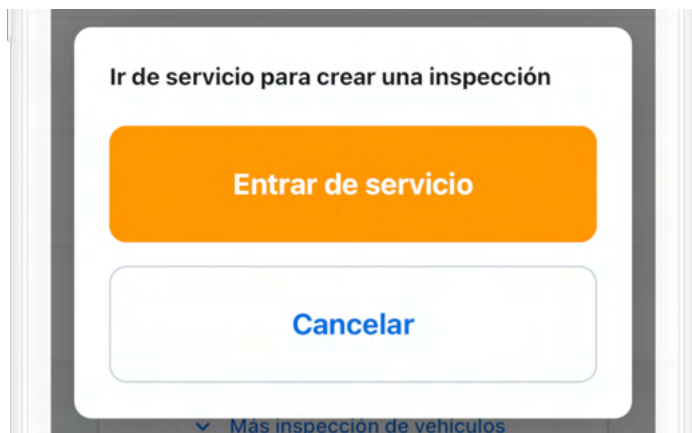 Ir de servicio para crear una inspección
Entrar de servicio
Cancelar
Más inspección de vehículos